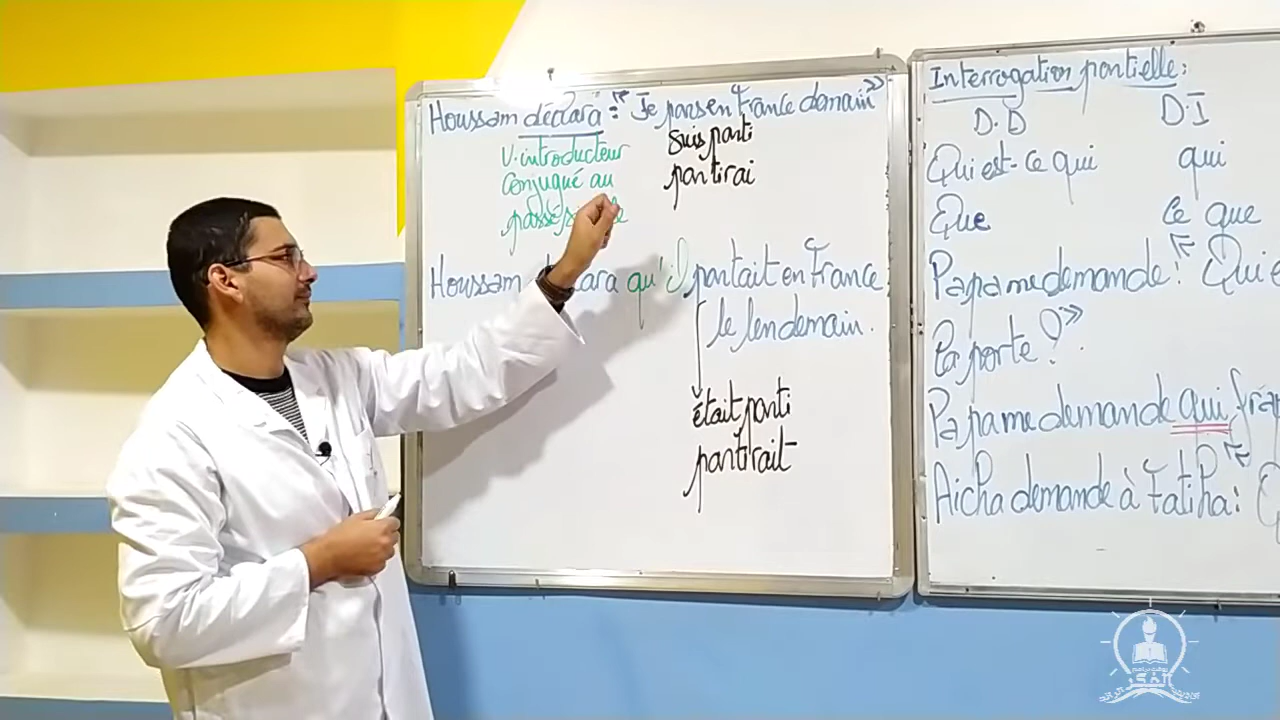 Houssam déclara : « Je pars en France demain »
V. introducteur
Conjugué au
passé
suis parti
partirai
Houssam déclara qu'il partait en France
le lendemain.
était parti
partirait
Interrogation partielle :
D.D D.I
Qui est-ce qui qui
Que ce que
Papa me demande : « Qui
la porte ? » .
Papa me demande qui
Aicha demande à Fatiha : «